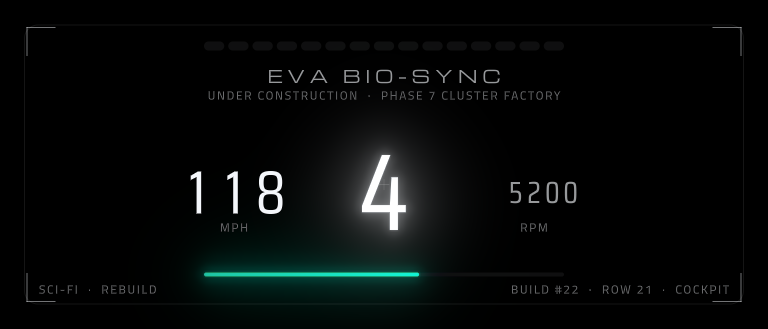 EVA BIO-SYNC
UNDER CONSTRUCTION · PHASE 7 CLUSTER FACTORY
118 4 5200
MPH RPM
SCI-FI · REBUILD BUILD #22 · ROW 21 · COCKPIT